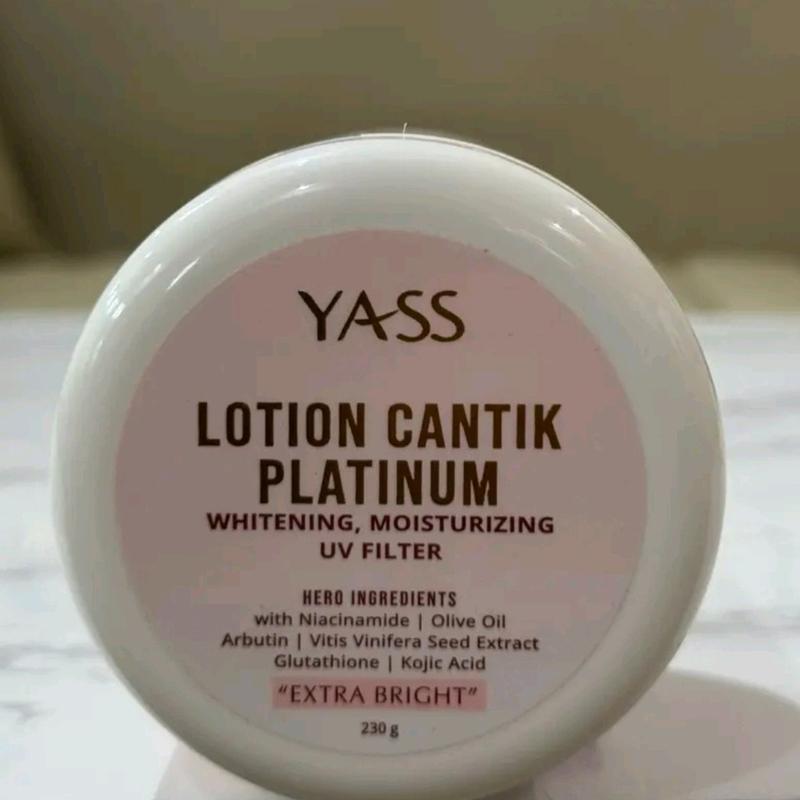 YASS
LOTION CANTIK
PLATINUM
WHITENING, MOISTURIZING
UV FILTER
HERO INGREDIENTS
with Niacinamide | Olive Oil
Arbutin | Vitis Vinifera Seed Extract
Glutathione | Kojic Acid
"EXTRA BRIGHT"
230 g